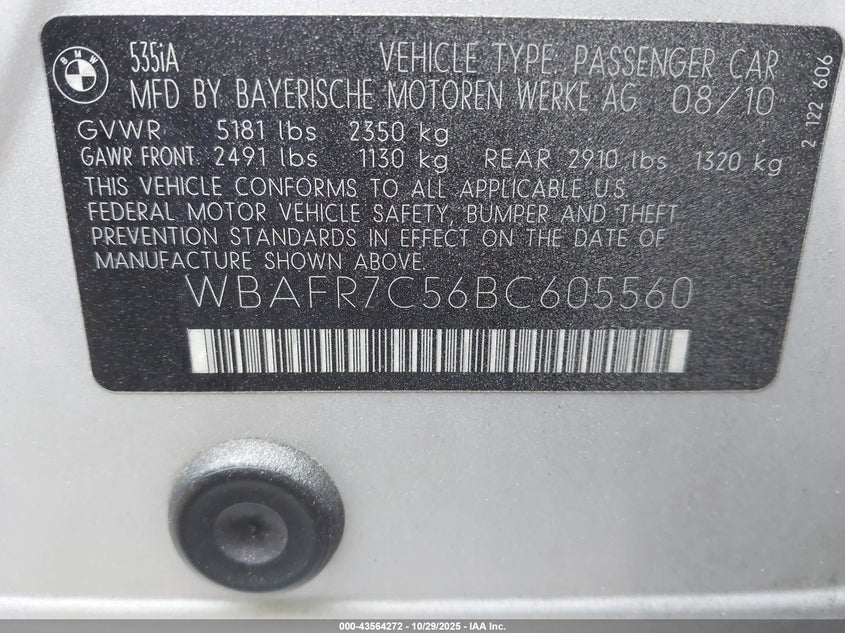 BMW
535iA VEHICLE TYPE: PASSENGER CAR
MFD BY BAYERISCHE MOTOREN WERKE AG 08/10
GVWR 5181 lbs 2350 kg
GAWR FRONT: 2491 lbs 1130 kg REAR 2910 lbs 1320 kg
THIS VEHICLE CONFORMS TO ALL APPLICABLE U.S.
FEDERAL MOTOR VEHICLE SAFETY, BUMPER AND THEFT
PREVENTION STANDARDS IN EFFECT ON THE DATE OF
MANUFACTURE SHOWN ABOVE.
WBAFR7C56BC605560
2 122 606
000-43564272 | 10/29/2025 - IAA Inc.